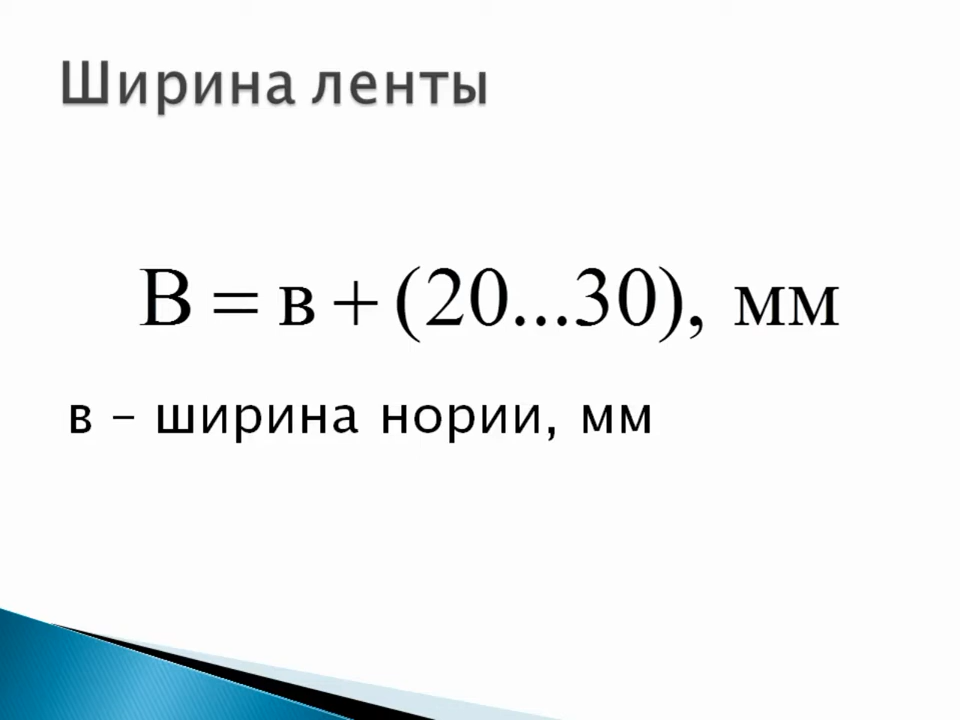 Ширина ленты
В = в + (20...30), мм
в – ширина нории, мм